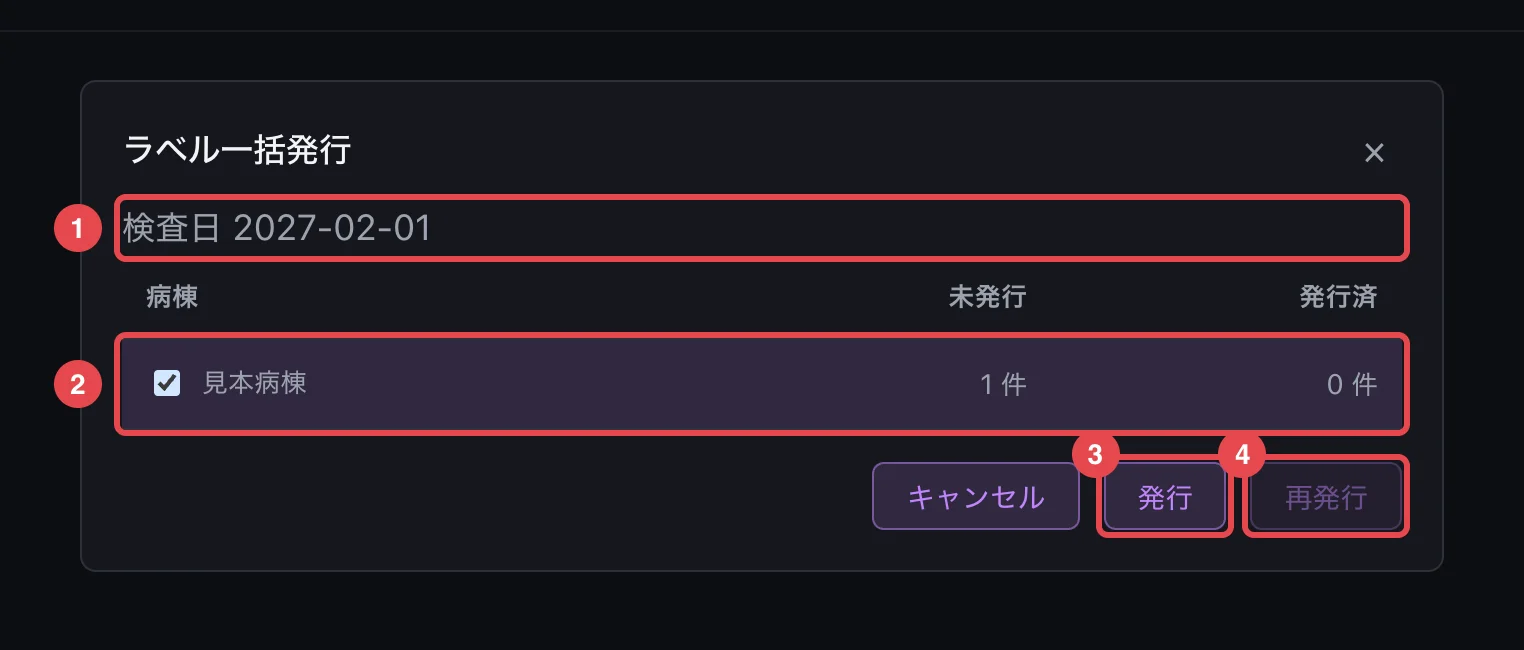 ラベル一括発行 ×
1 検査日 2027-02-01
病棟 未発行 発行済
2 見本病棟 1 件 0 件
3 4
キャンセル 発行 再発行